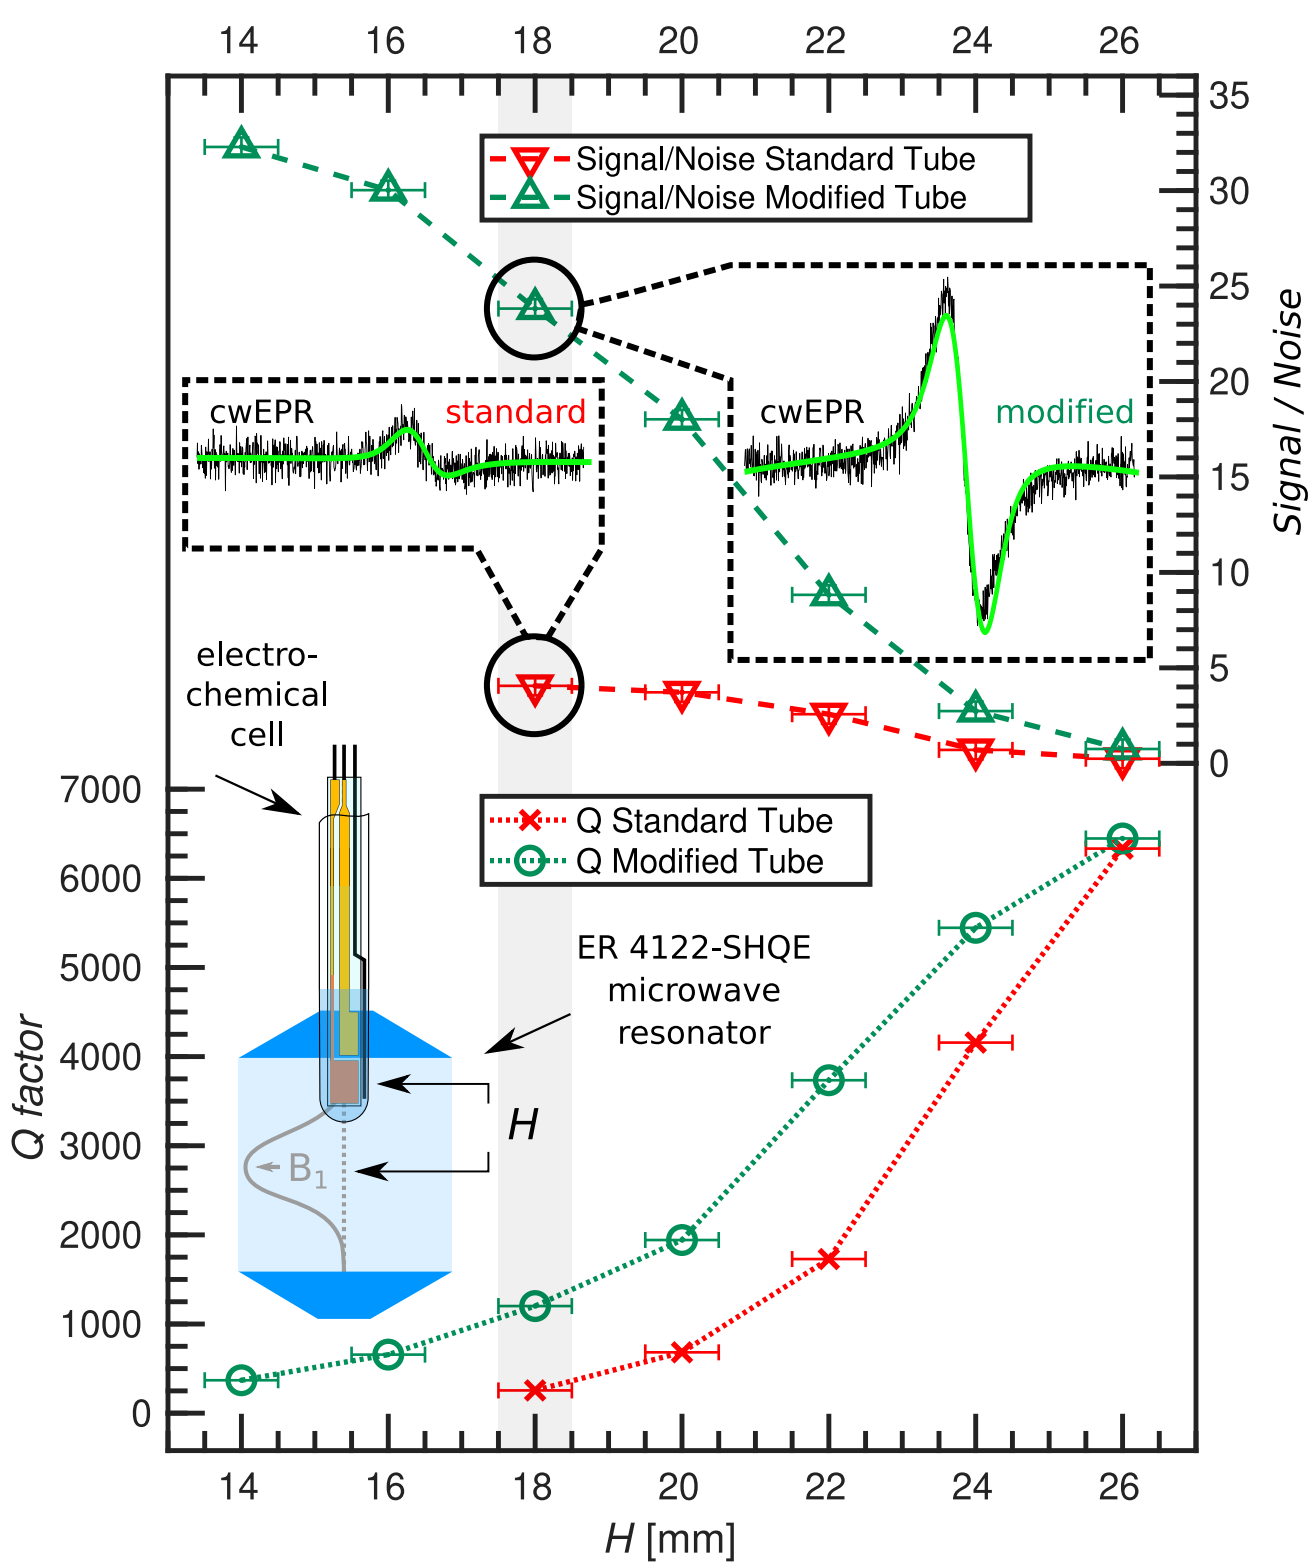 14 16 18 20 22 24 26
35
30
25
20
15
10
5
0
Signal / Noise
Signal/Noise Standard Tube
Signal/Noise Modified Tube
cwEPR standard
cwEPR modified
electro-
chemical
cell
7000
6000
5000
4000
3000
2000
1000
0
Q factor
Q Standard Tube
Q Modified Tube
ER 4122-SHQE
microwave
resonator
H
B1
14 16 18 20 22 24 26
H [mm]